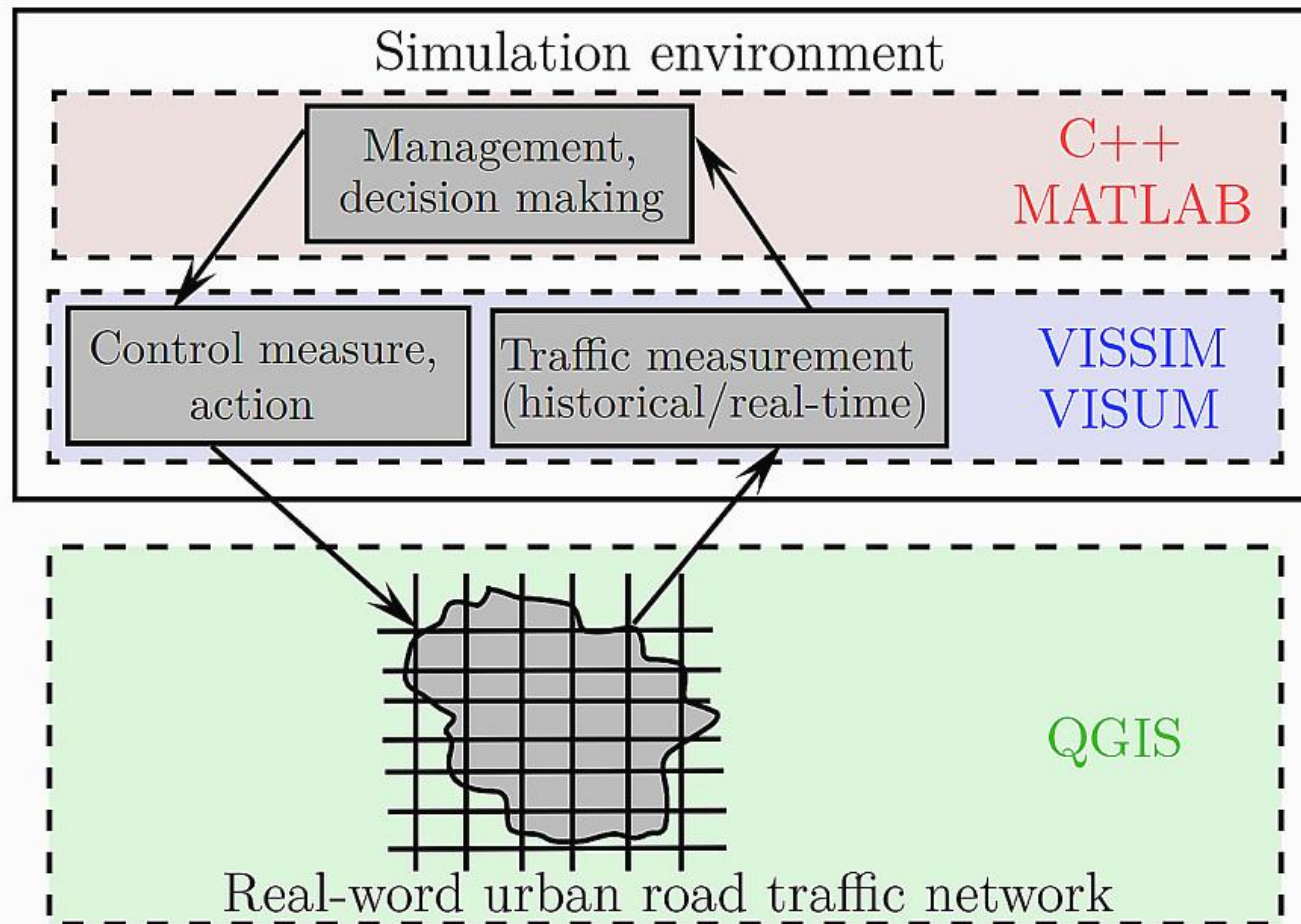 Simulation environment
Management,
decision making
C++
MATLAB
Control measure,
action
Traffic measurement
(historical/real-time)
VISSIM
VISUM
QGIS
Real-word urban road traffic network